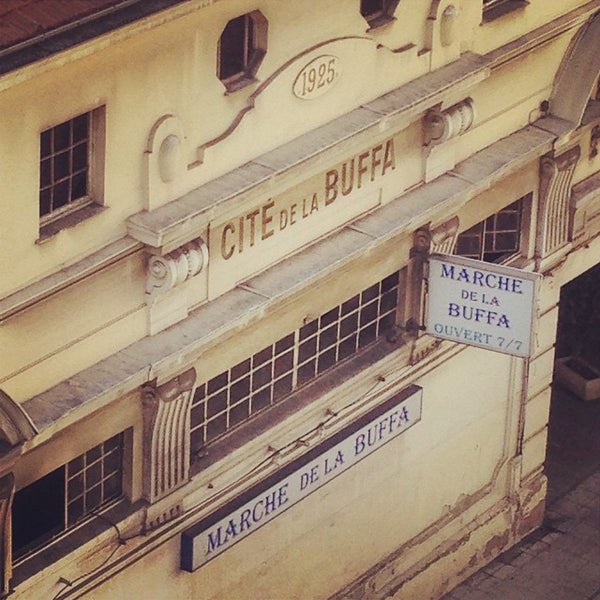 1925.
CITÉ DE LA BUFFA
MARCHE
DE LA
BUFFA
OUVERT 7/7
MARCHE DE LA BUFFA